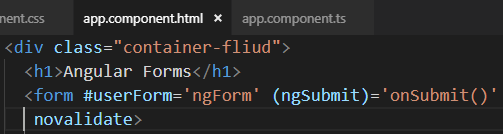 nent.css app.component.html × app.component.ts
<div class="container-fliud">
<h1>Angular Forms</h1>
<form #userForm='ngForm' (ngSubmit)='onSubmit()'
novalidate>